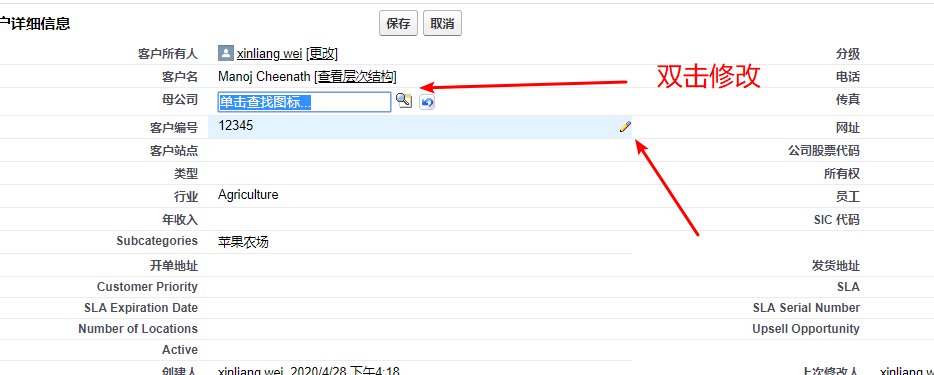 户详细信息 保存 取消
客户所有人 xinliang wei [更改] 分级
客户名 Manoj Cheenath [查看层次结构] 电话
双击修改
母公司 单击查找图标... 传真
客户编号 12345 网址
客户站点 公司股票代码
类型 所有权
行业 Agriculture 员工
年收入 SIC 代码
Subcategories 苹果农场
开单地址 发货地址
Customer Priority SLA
SLA Expiration Date SLA Serial Number
Number of Locations Upsell Opportunity
Active
创建人 xinliang wei, 2020/4/28 下午4:18 上次修改人 xinliang w